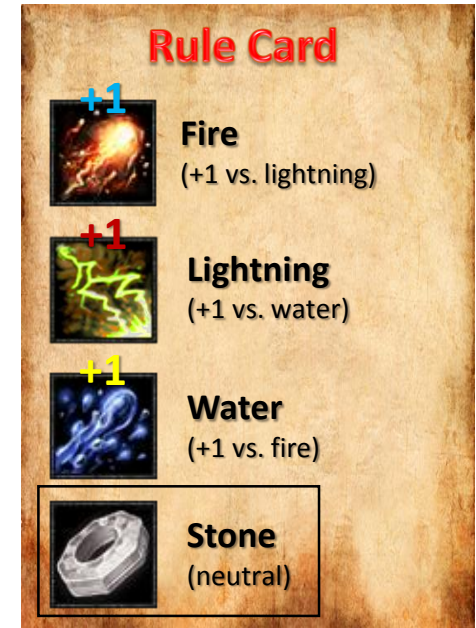 Rule Card
+1
Fire
(+1 vs. lightning)
+1
Lightning
(+1 vs. water)
+1
Water
(+1 vs. fire)
Stone
(neutral)